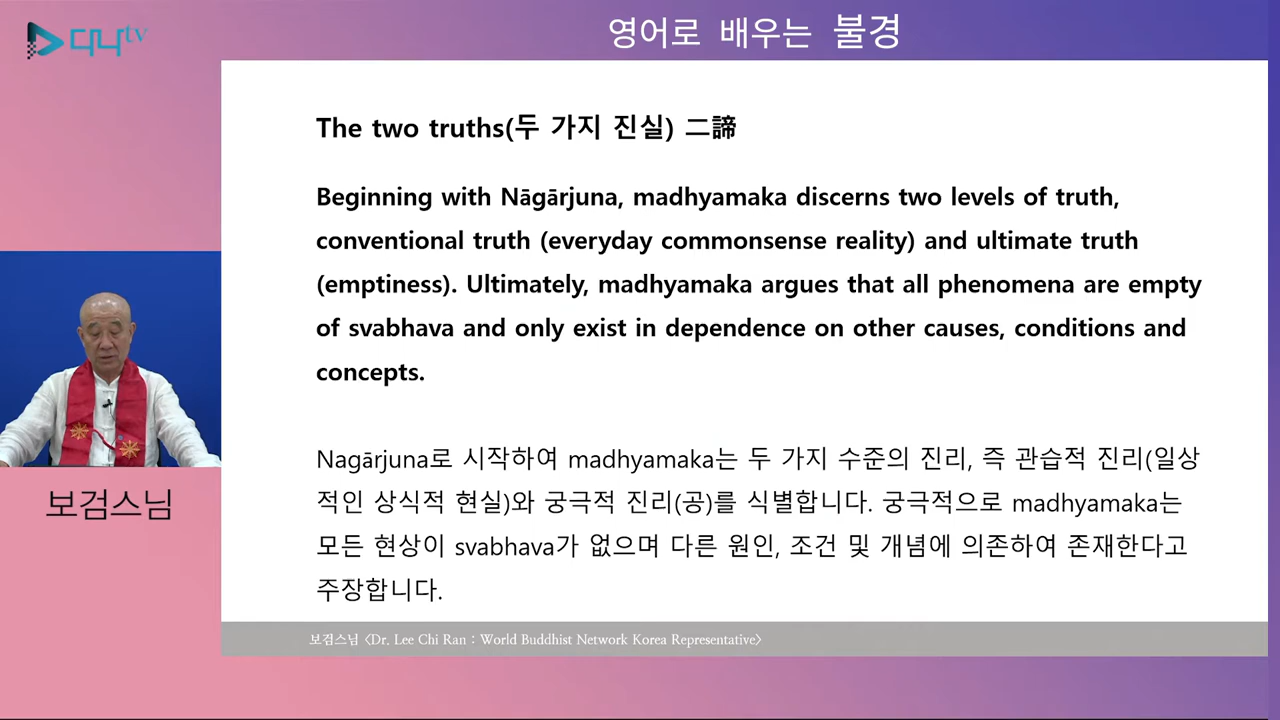 다나tv
영어로 배우는 불경
The two truths(두 가지 진실) 二諦
Beginning with Nāgārjuna, madhyamaka discerns two levels of truth,
conventional truth (everyday commonsense reality) and ultimate truth
(emptiness). Ultimately, madhyamaka argues that all phenomena are empty
of svabhava and only exist in dependence on other causes, conditions and
concepts.
Nagārjuna로 시작하여 madhyamaka는 두 가지 수준의 진리, 즉 관습적 진리(일상
적인 상식적 현실)와 궁극적 진리(공)를 식별합니다. 궁극적으로 madhyamaka는
모든 현상이 svabhava가 없으며 다른 원인, 조건 및 개념에 의존하여 존재한다고
주장합니다.
보검스님
보검스님 <Dr. Lee Chi Ran : World Buddhist Network Korea Representative>